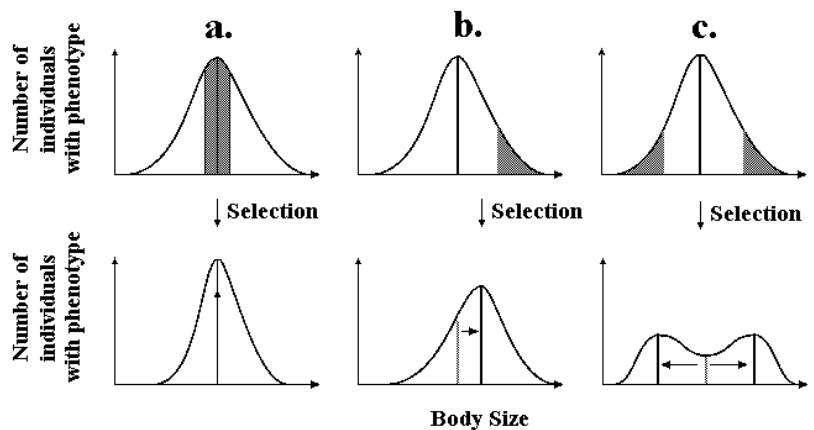 a.
b.
c.
Number of
individuals
with phenotype
Selection
Selection
Selection
Number of
individuals
with phenotype
Body Size